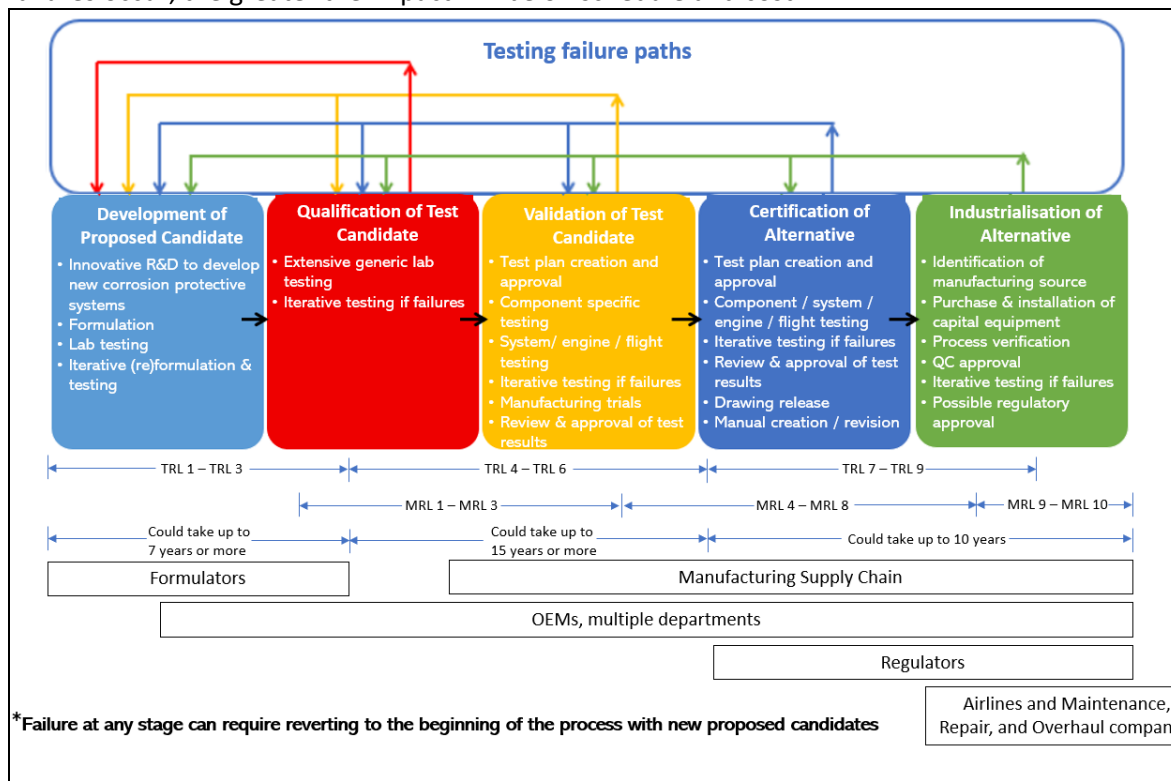 Testing failure paths
Development of
Proposed Candidate
• Innovative R&D to develop
new corrosion protective
systems
• Formulation
• Lab testing
• Iterative (re)formulation &
testing
Qualification of Test
Candidate
• Extensive generic lab
testing
• Iterative testing if failures
Validation of Test
Candidate
• Test plan creation and
approval
• Component specific
testing
• System/ engine / flight
testing
• Iterative testing if failures
• Manufacturing trials
• Review & approval of test
results
Certification of
Alternative
• Test plan creation and
approval
• Component / system /
engine / flight testing
• Iterative testing if failures
• Review & approval of test
results
• Drawing release
• Manual creation / revision
Industrialisation of
Alternative
• Identification of
manufacturing source
• Purchase & installation of
capital equipment
• Process verification
• QC approval
• Iterative testing if failures
• Possible regulatory
approval
TRL 1 – TRL 3
TRL 4 – TRL 6
TRL 7 – TRL 9
MRL 1 – MRL 3
MRL 4 – MRL 8
MRL 9 – MRL 10
Could take up to
7 years or more
Could take up to
15 years or more
Could take up to 10 years
Formulators
Manufacturing Supply Chain
OEMs, multiple departments
Regulators
Airlines and Maintenance,
Repair, and Overhaul
*Failure at any stage can require reverting to the beginning of the process with new proposed candidates